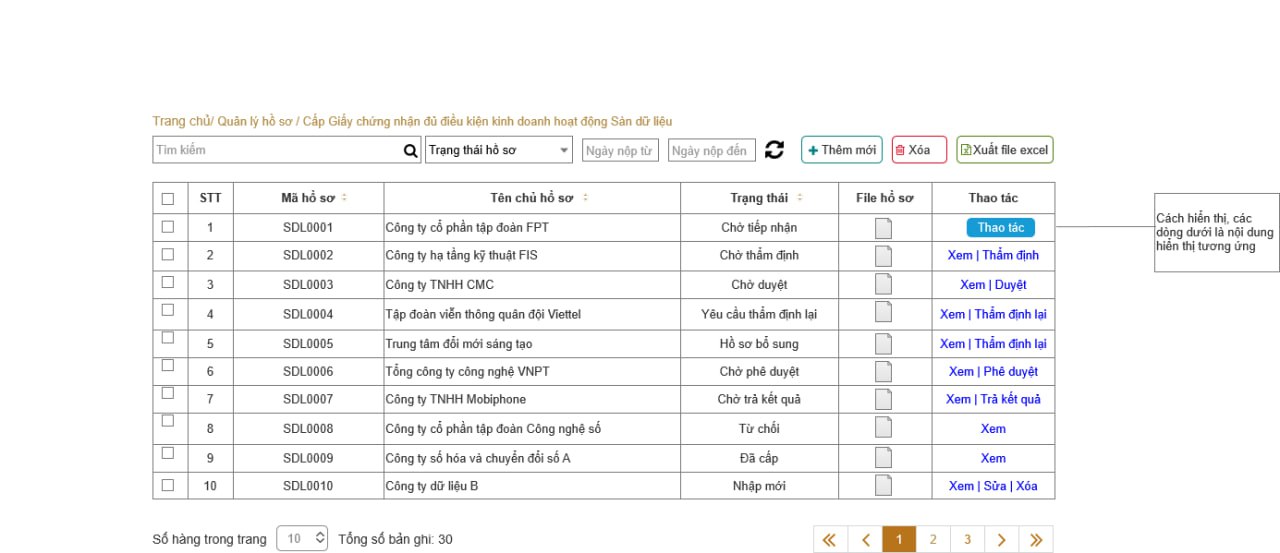 Trang chủ/ Quản lý hồ sơ / Cấp Giấy chứng nhận đủ điều kiện kinh doanh hoạt động Sàn dữ liệu
Tìm kiếm Trạng thái hồ sơ Ngày nộp từ Ngày nộp đến Thêm mới Xóa Xuất file excel
STT Mã hồ sơ Tên chủ hồ sơ Trạng thái File hồ sơ Thao tác
1 SDL0001 Công ty cổ phần tập đoàn FPT Chờ tiếp nhận Thao tác
2 SDL0002 Công ty hạ tầng kỹ thuật FIS Chờ thẩm định Xem | Thẩm định
3 SDL0003 Công ty TNHH CMC Chờ duyệt Xem | Duyệt
4 SDL0004 Tập đoàn viễn thông quân đội Viettel Yêu cầu thẩm định lại Xem | Thẩm định lại
5 SDL0005 Trung tâm đổi mới sáng tạo Hồ sơ bổ sung Xem | Thẩm định lại
6 SDL0006 Tổng công ty công nghệ VNPT Chờ phê duyệt Xem | Phê duyệt
7 SDL0007 Công ty TNHH Mobiphone Chờ trả kết quả Xem | Trả kết quả
8 SDL0008 Công ty cổ phần tập đoàn Công nghệ số Từ chối Xem
9 SDL0009 Công ty số hóa và chuyển đổi số A Đã cấp Xem
10 SDL0010 Công ty dữ liệu B Nhập mới Xem | Sửa | Xóa
Cách hiển thị, các
dòng dưới là nội dung
hiển thị tương ứng
Số hàng trong trang 10 Tổng số bản ghi: 30 1 2 3